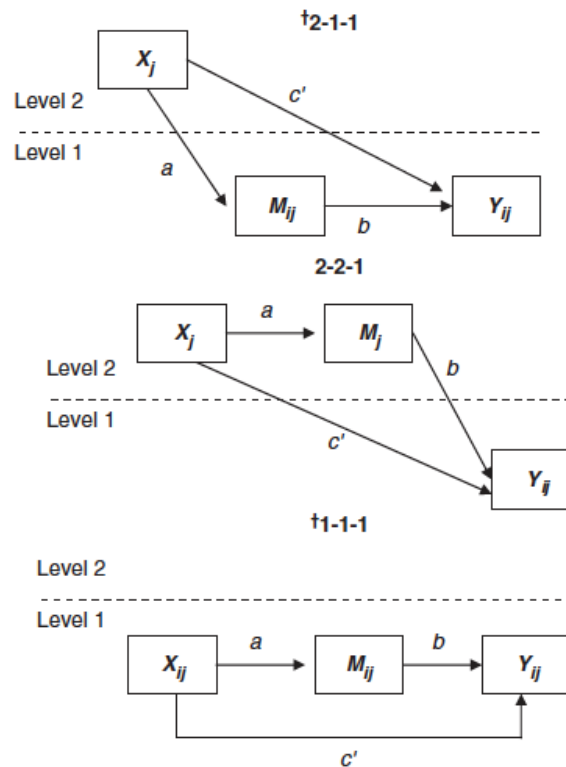 †2-1-1
Xj
c'
Level 2
Level 1
a
Mij
b
Yij
2-2-1
Xj
a
Mj
Level 2
b
Level 1
c'
Yij
†1-1-1
Level 2
Level 1
Xij
a
Mij
b
Yij
c'